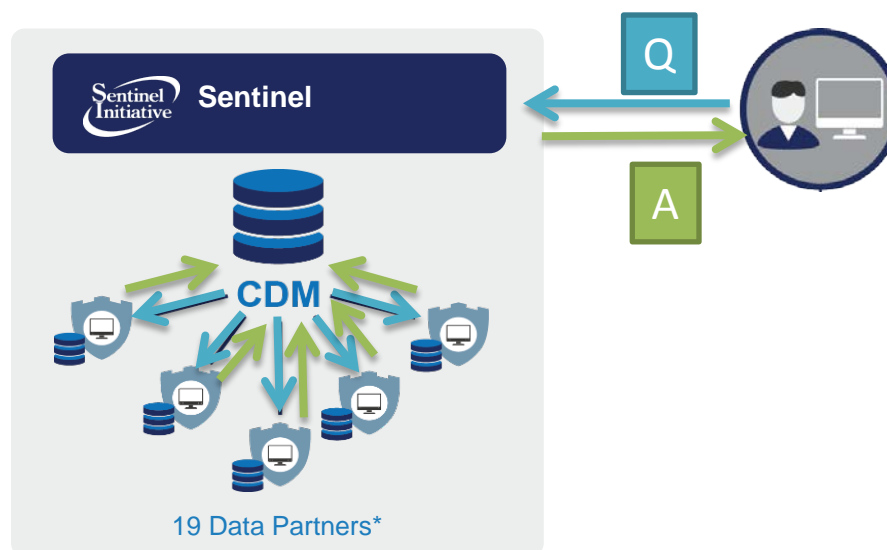 Q
Sentinel
Initiative
Sentinel
A
CDM
19 Data Partners*